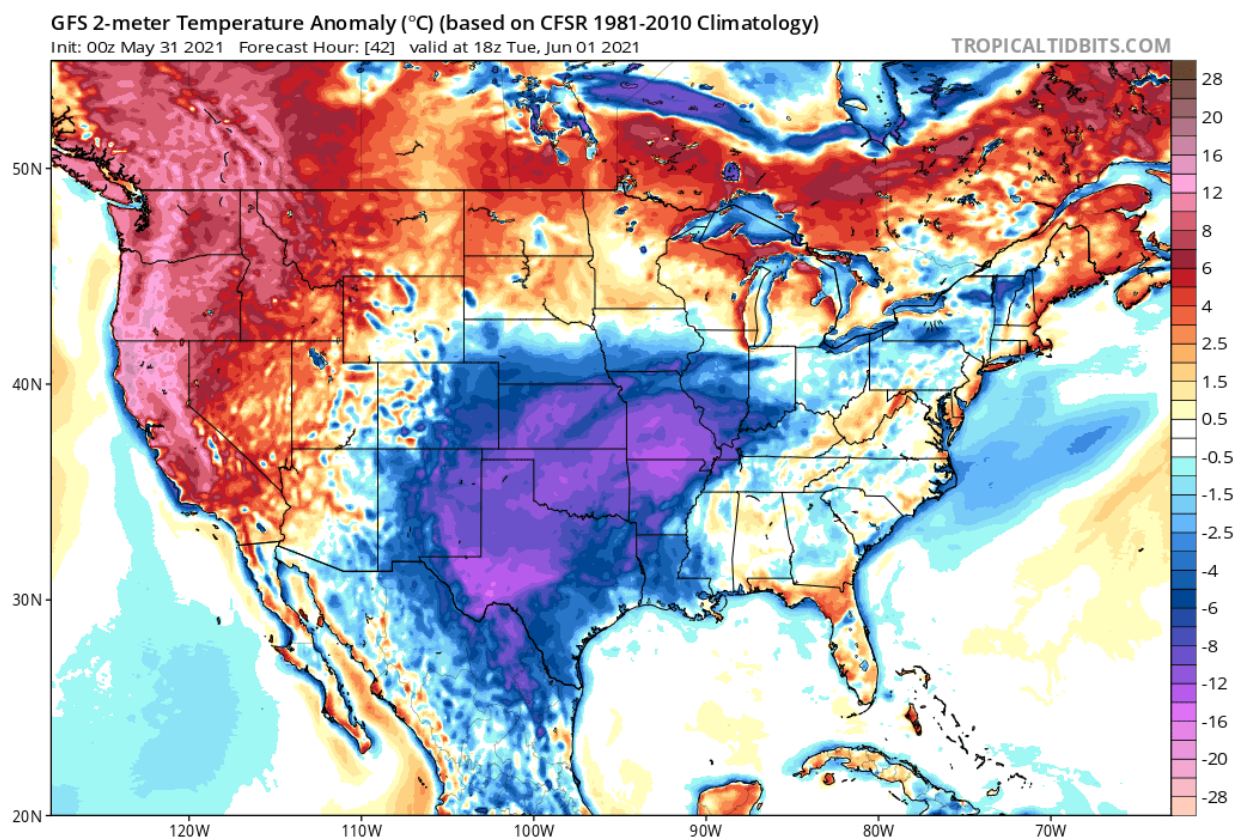 GFS 2-meter Temperature Anomaly (°C) (based on CFSR 1981-2010 Climatology)
Init: 00z May 31 2021 Forecast Hour: [42] valid at 18z Tue, Jun 01 2021
TROPICALTIDBITS.COM
28
20
16
12
8
6
4
2.5
1.5
0.5
-0.5
-1.5
-2.5
-4
-6
-8
-12
-16
-20
-28
50N
40N
30N
20N
120W
110W
100W
90W
80W
70W